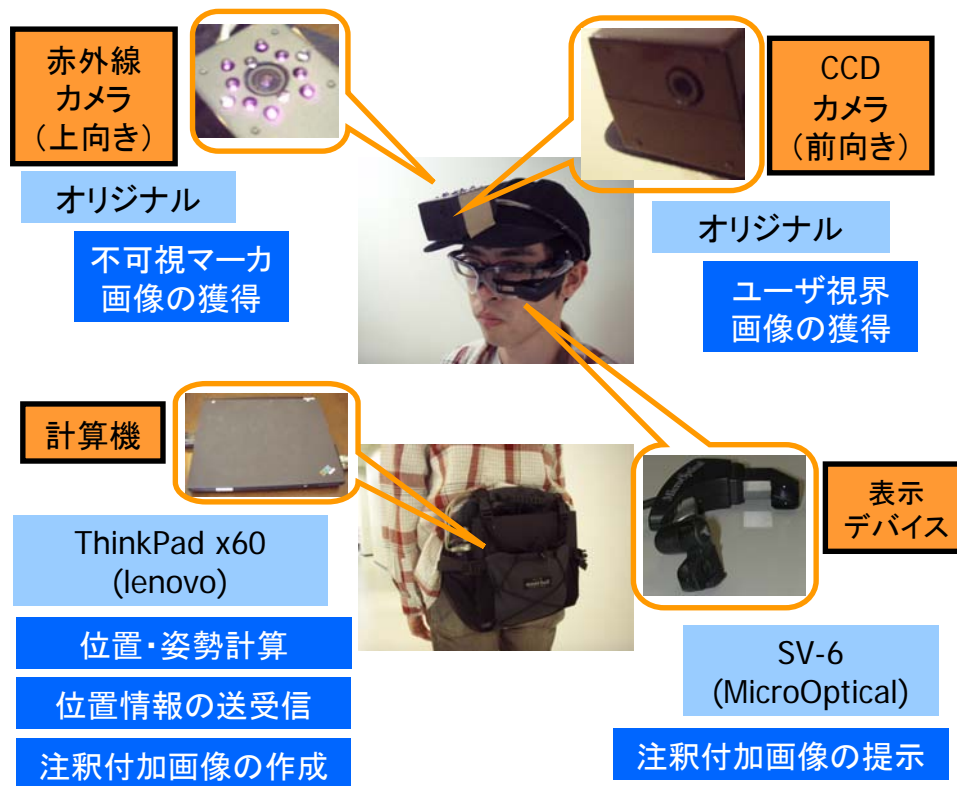 赤外線
カメラ
（上向き）
オリジナル
不可視マーカ
画像の獲得
CCD
カメラ
（前向き）
オリジナル
ユーザ視界
画像の獲得
計算機
ThinkPad x60
(lenovo)
位置・姿勢計算
位置情報の送受信
注釈付加画像の作成
MicroOptical
表示
デバイス
SV-6
(MicroOptical)
注釈付加画像の提示